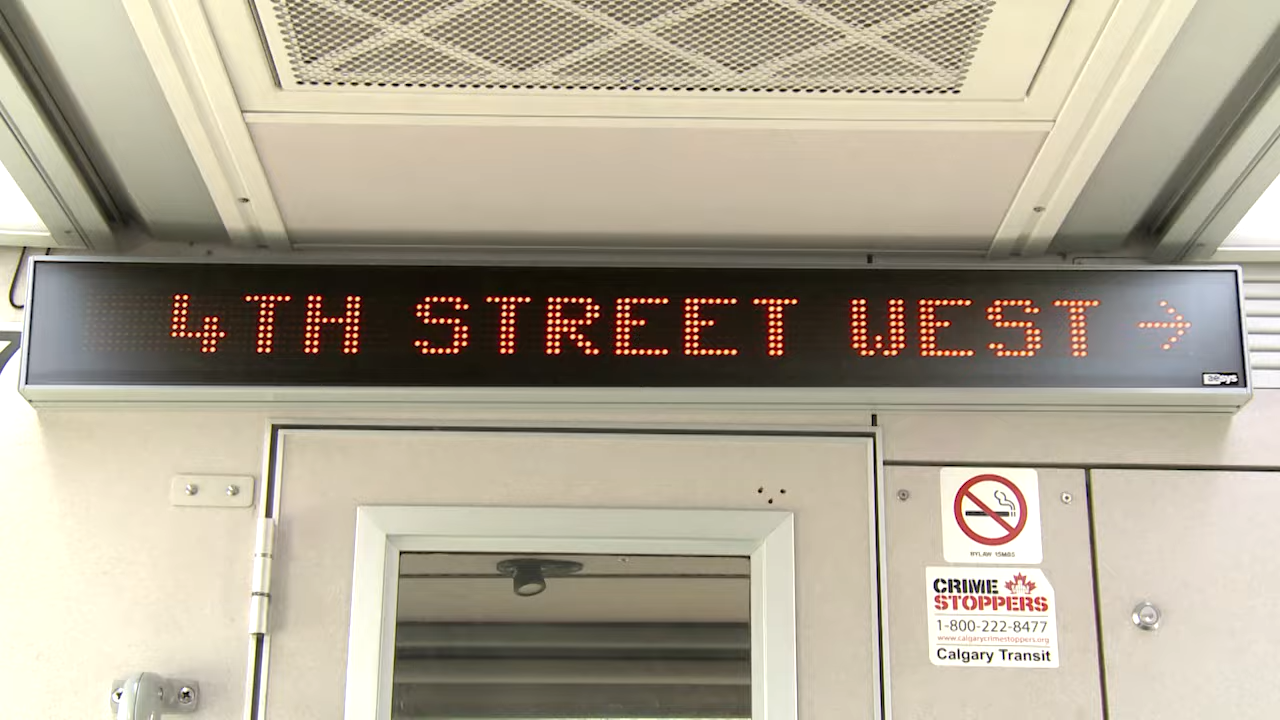 4TH STREET WEST →
BYLAW 15M83
CRIME
STOPPERS
1-800-222-8477
www.calgarycrimestoppers.org
Calgary Transit